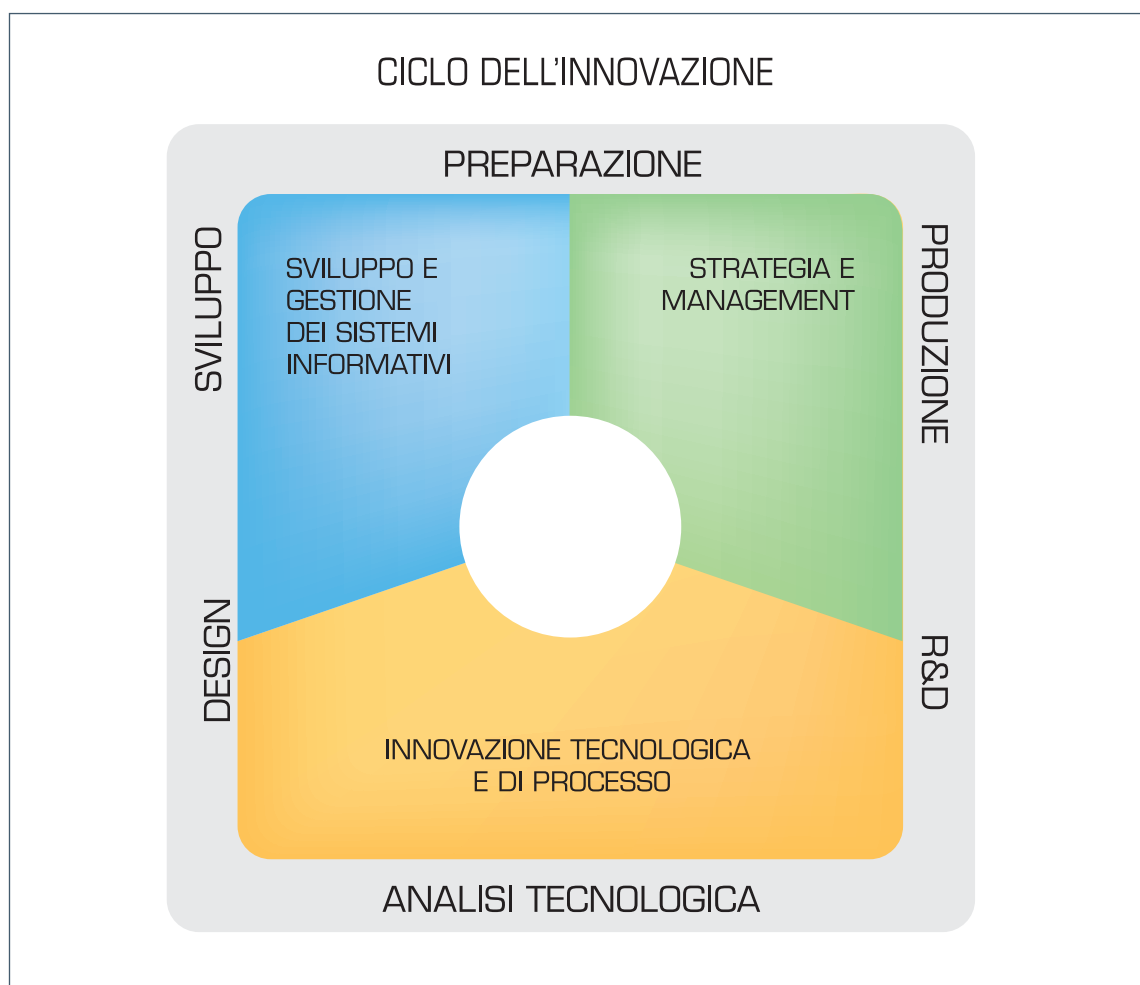 CICLO DELL'INNOVAZIONE
PREPARAZIONE
SVILUPPO
SVILUPPO E
GESTIONE
DEI SISTEMI
INFORMATIVI
STRATEGIA E
MANAGEMENT
PRODUZIONE
DESIGN
R&D
INNOVAZIONE TECNOLOGICA
E DI PROCESSO
ANALISI TECNOLOGICA